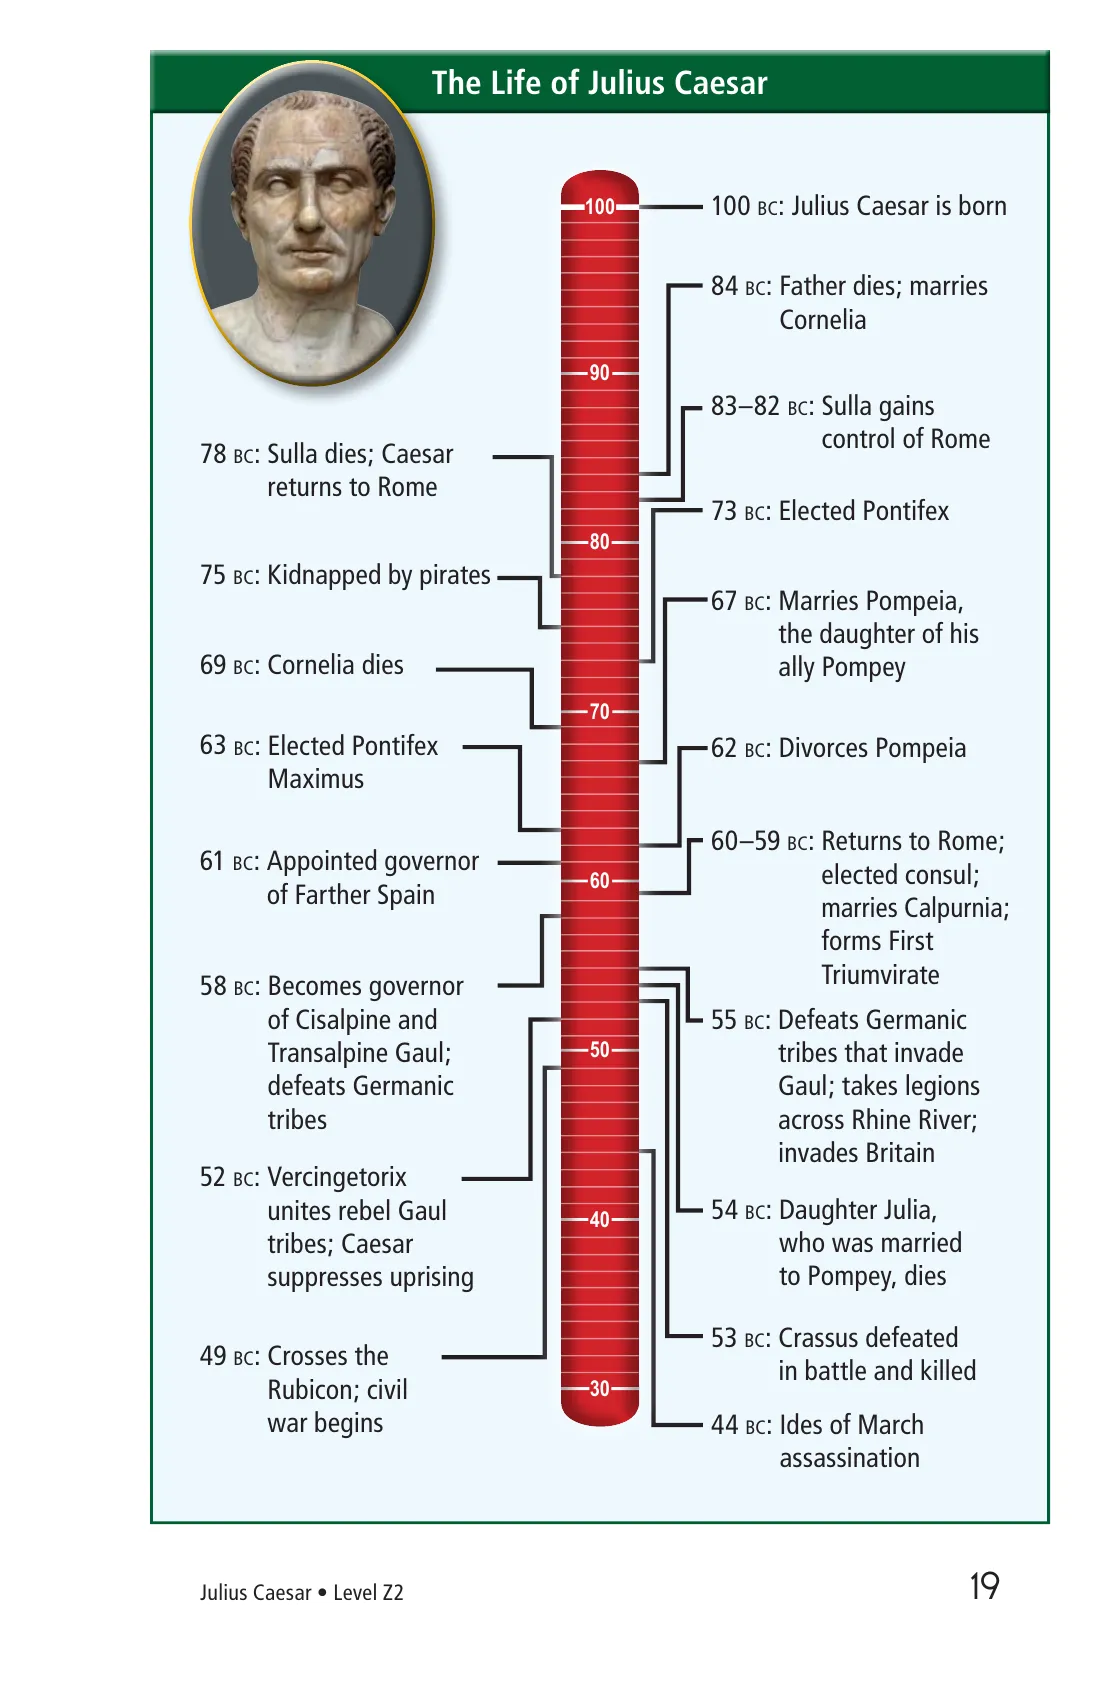 The Life of Julius Caesar
100
90
80
70
60
50
40
30
100 BC: Julius Caesar is born
84 BC: Father dies; marries
Cornelia
83–82 BC: Sulla gains
control of Rome
78 BC: Sulla dies; Caesar
returns to Rome
73 BC: Elected Pontifex
75 BC: Kidnapped by pirates
67 BC: Marries Pompeia,
the daughter of his
ally Pompey
69 BC: Cornelia dies
63 BC: Elected Pontifex
Maximus
62 BC: Divorces Pompeia
60–59 BC: Returns to Rome;
elected consul;
marries Calpurnia;
forms First
Triumvirate
61 BC: Appointed governor
of Farther Spain
58 BC: Becomes governor
of Cisalpine and
Transalpine Gaul;
defeats Germanic
tribes
55 BC: Defeats Germanic
tribes that invade
Gaul; takes legions
across Rhine River;
invades Britain
52 BC: Vercingetorix
unites rebel Gaul
tribes; Caesar
suppresses uprising
54 BC: Daughter Julia,
who was married
to Pompey, dies
53 BC: Crassus defeated
in battle and killed
49 BC: Crosses the
Rubicon; civil
war begins
44 BC: Ides of March
assassination
Julius Caesar • Level Z2
19